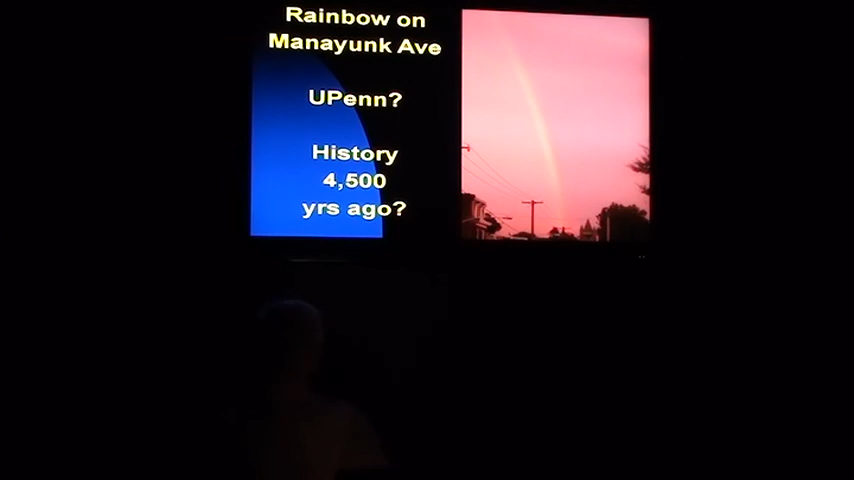 Rainbow on
Manayunk Ave
UPenn?
History
4,500
yrs ago?